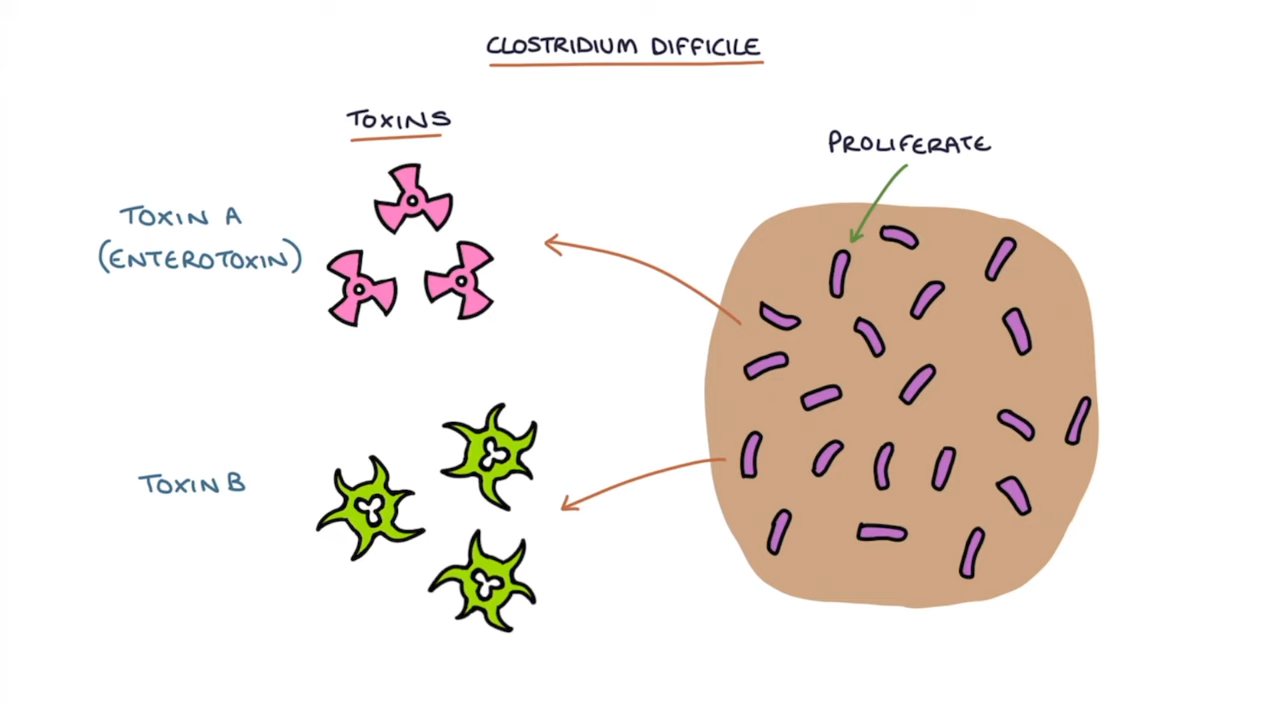 CLOSTRIDIUM DIFFICILE
TOXINS
PROLIFERATE
TOXIN A
(ENTEROTOXIN)
TOXIN B